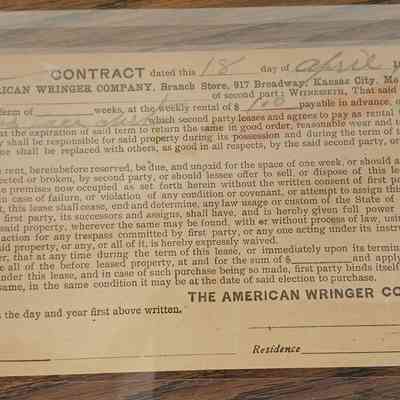 CONTRACT dated this 18 day of April
RICAN WRINGER COMPANY, Branch Store, 917 Broadway, Kansas City, Mo
of second part; WITNESSETH, That said
erm of weeks, at the weekly rental of $ payable in advance, o
which second party leases and agrees to pay as rental f
at the expiration of said term to return the same in good order, reasonable wear and te
y shall be responsible for said property during its possession and during the term of t
me shall be replaced with others, as good in all respects, by the said second party, or
rent, hereinbefore reserved, be due, and unpaid for the space of one week, or should a
ected or broken, by second party, or should lessee offer to sell, or dispose of this le
e premises now occupied as set forth herein without the written consent of first pa
in case of failure, or violation of any condition or covenant, or attempt to assign this
, this lease shall cease, end and determine, any law usage or custom of the State of
first party, its successors and assigns, shall have, and is hereby given full power
said property, wherever the same may be found, with or without process of law, usi
action for any trespass committed by first party, or any one acting under its instruc
aid property, or any, or all of it, is hereby expressly waived.
er, that at any time during the term of this lease, or immediately upon its termin
e all of the before leased property, at and for the sum of $ and apply
under this lease, and in case of such purchase being so made, first party binds itself
same, in the same condition it may be at the date of said election to purchase.
THE AMERICAN WRINGER CO
the day and year first above written.
Residence